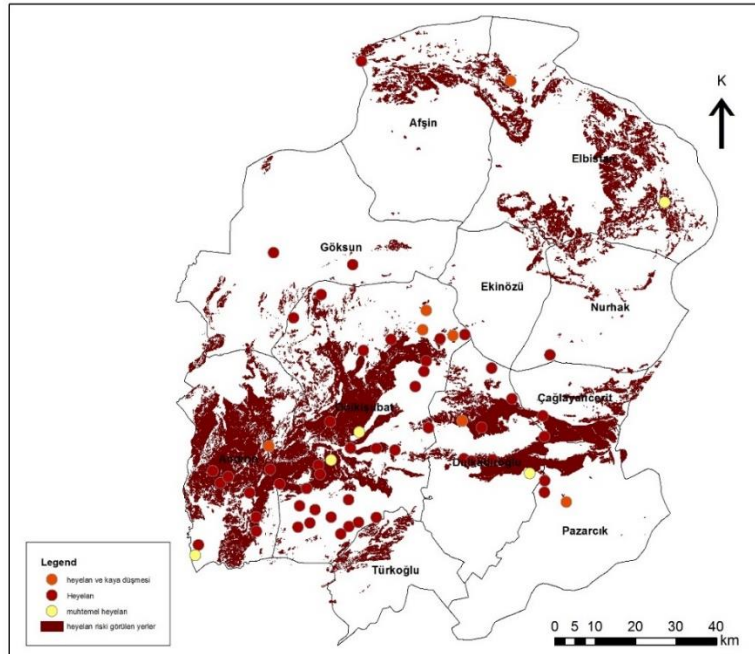 K
Afşin
Elbistan
Göksun
Ekinözü
Nurhak
Çağlayancerit
Pazarcık
Türkoğlu
Legend
heyelan ve kaya düşmesi
Heyelan
muhtemel heyelan
heyelan riski görülen yerler
0 5 10 20 30 40
km